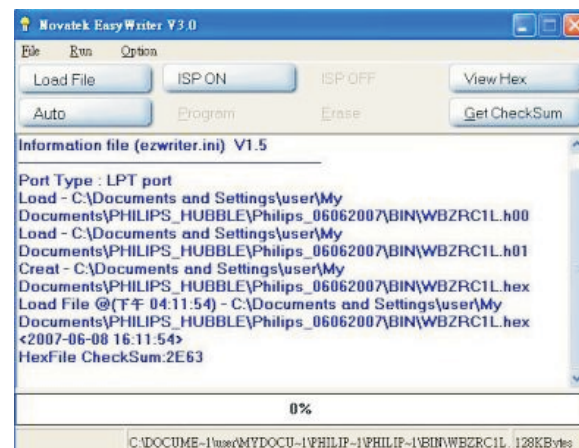 Novatek EasyWriter V3.0
File Run Option
Load File ISP ON ISP OFF View Hex
Auto Program Erase Get CheckSum
Information file (ezwriter.ini) V1.5
Port Type : LPT port
Load - C:\Documents and Settings\user\My
Documents\PHILIPS_HUBBLE\Philips_06062007\BIN\WBZRC1L.h00
Load - C:\Documents and Settings\user\My
Documents\PHILIPS_HUBBLE\Philips_06062007\BIN\WBZRC1L.h01
Creat - C:\Documents and Settings\user\My
Documents\PHILIPS_HUBBLE\Philips_06062007\BIN\WBZRC1L.hex
Load File @(下午 04:11:54) - C:\Documents and Settings\user\My
Documents\PHILIPS_HUBBLE\Philips_06062007\BIN\WBZRC1L.hex
<2007-06-08 16:11:54>
HexFile CheckSum:2E63
0%
C:\DOCUME~1\user\MYDOCU~1\PHILIP~1\PHILIP~1\BIN\WBZRC1L 128KBytes